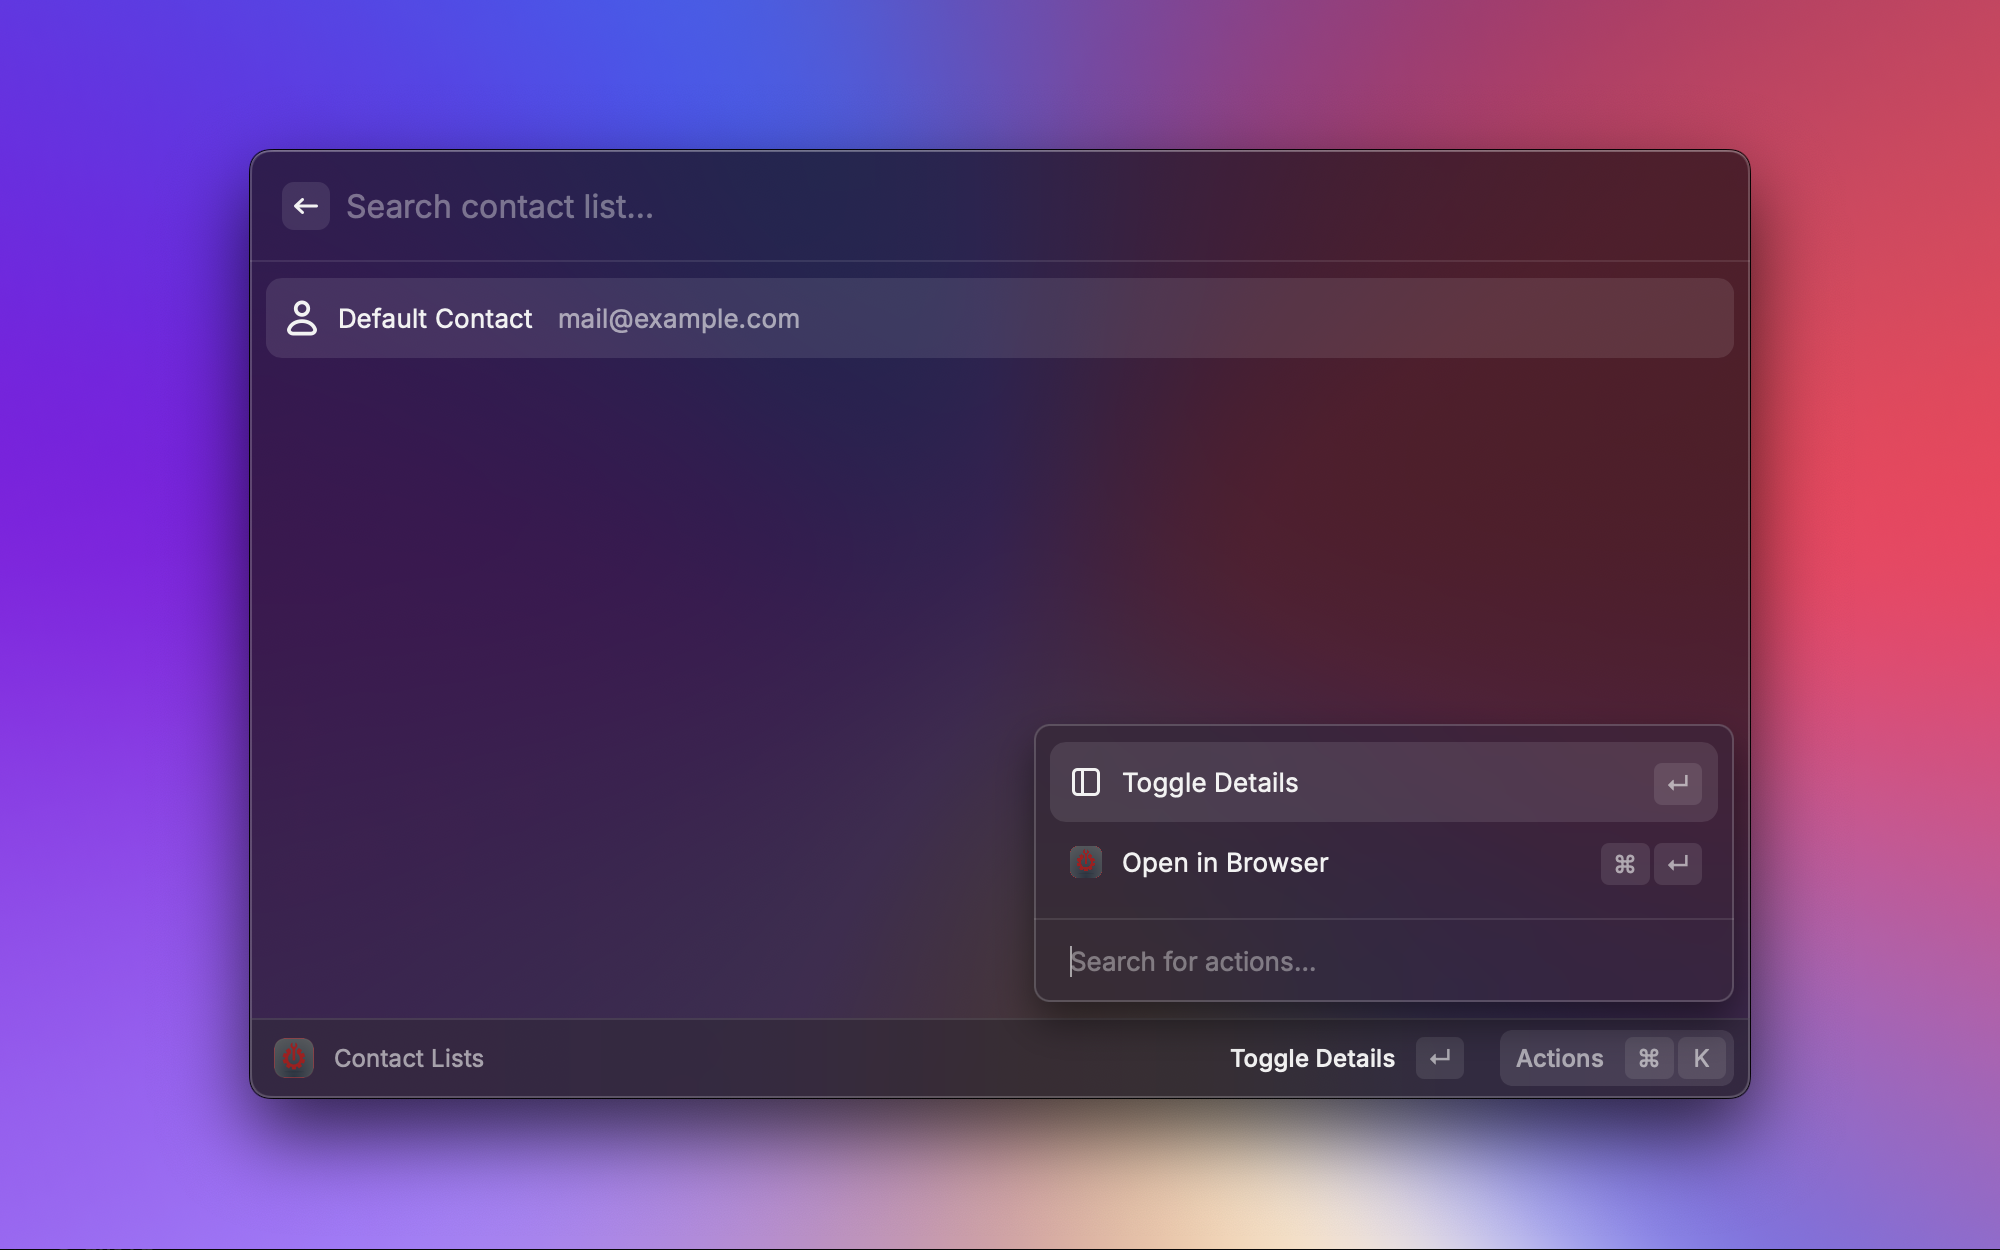 Search contact list...
Default Contact mail@example.com
Toggle Details ↵
Open in Browser ⌘ ↵
Search for actions...
Contact Lists Toggle Details ↵ Actions ⌘ K